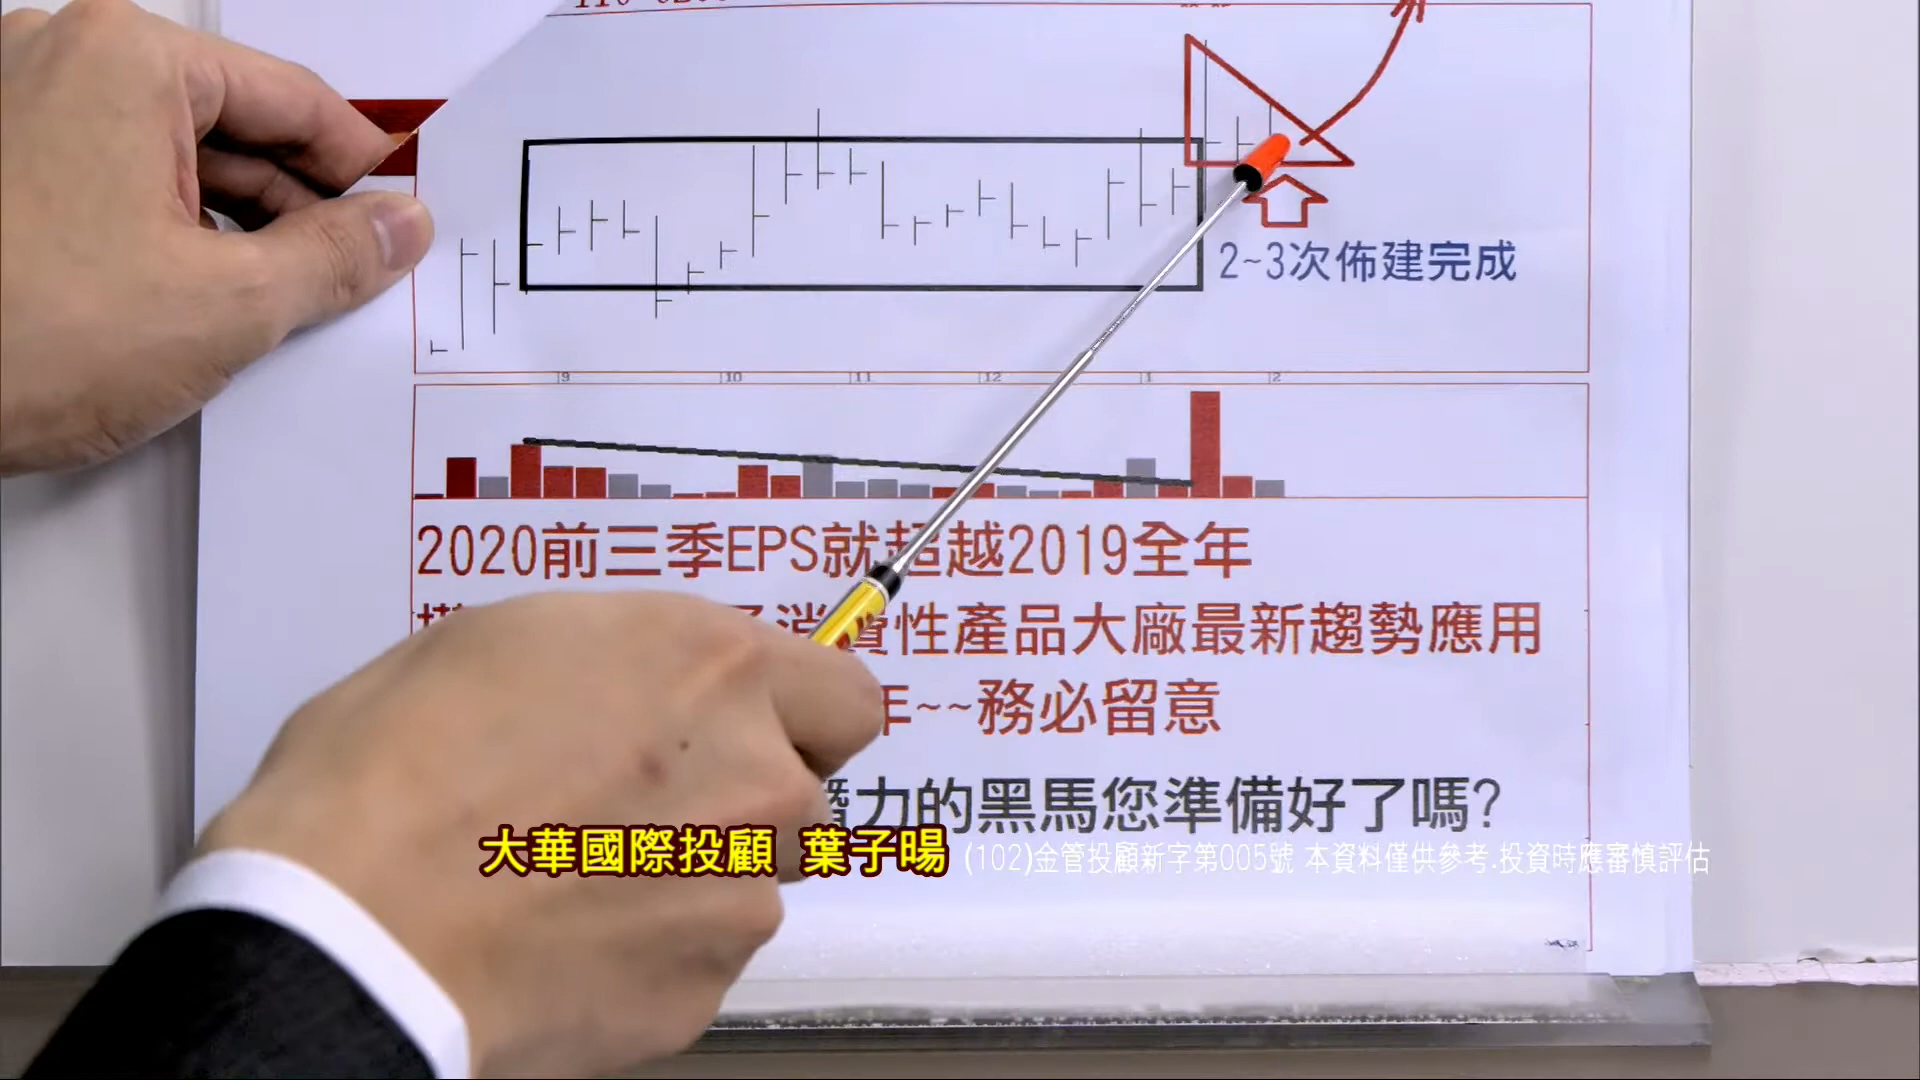 2~3次佈建完成
9 10 11 12 1 2
2020前三季EPS就超越2019全年
消費性產品大廠最新趨勢應用
年~~務必留意
潛力的黑馬您準備好了嗎?
大華國際投顧 葉子暘 (102)金管投顧新字第005號 本資料僅供參考.投資時應審慎評估